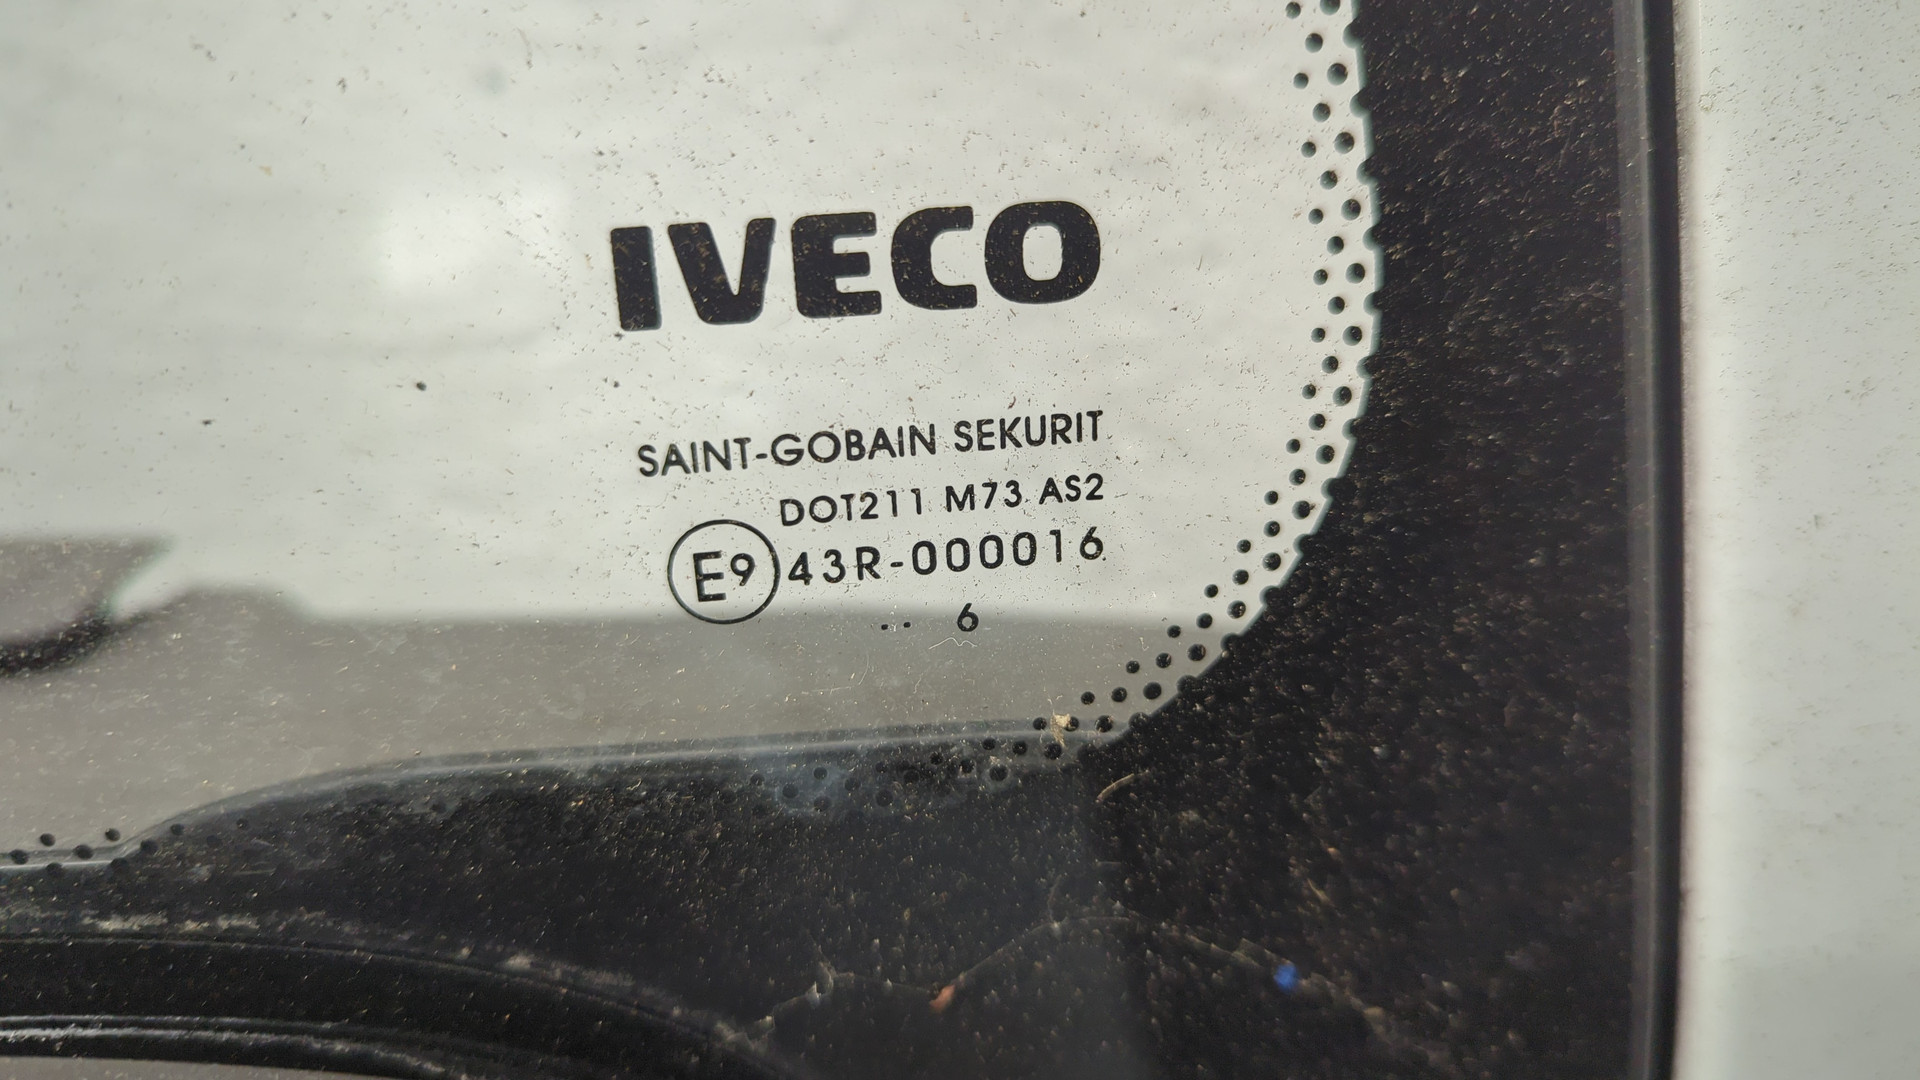 IVECO
SAINT-GOBAIN SEKURIT
DOT211 M73 AS2
E9 43R-000016
.. 6